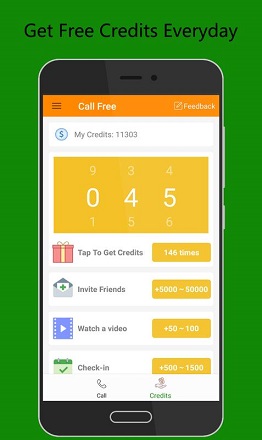 Get Free Credits Everyday
Call Free
Feedback
My Credits: 11303
9 3 4
0 4 5
1 5 6
Tap To Get Credits
146 times
Invite Friends
+5000 ~ 50000
Watch a video
+50 ~ 100
Check-in
+500 ~ 1500
Call
Credits